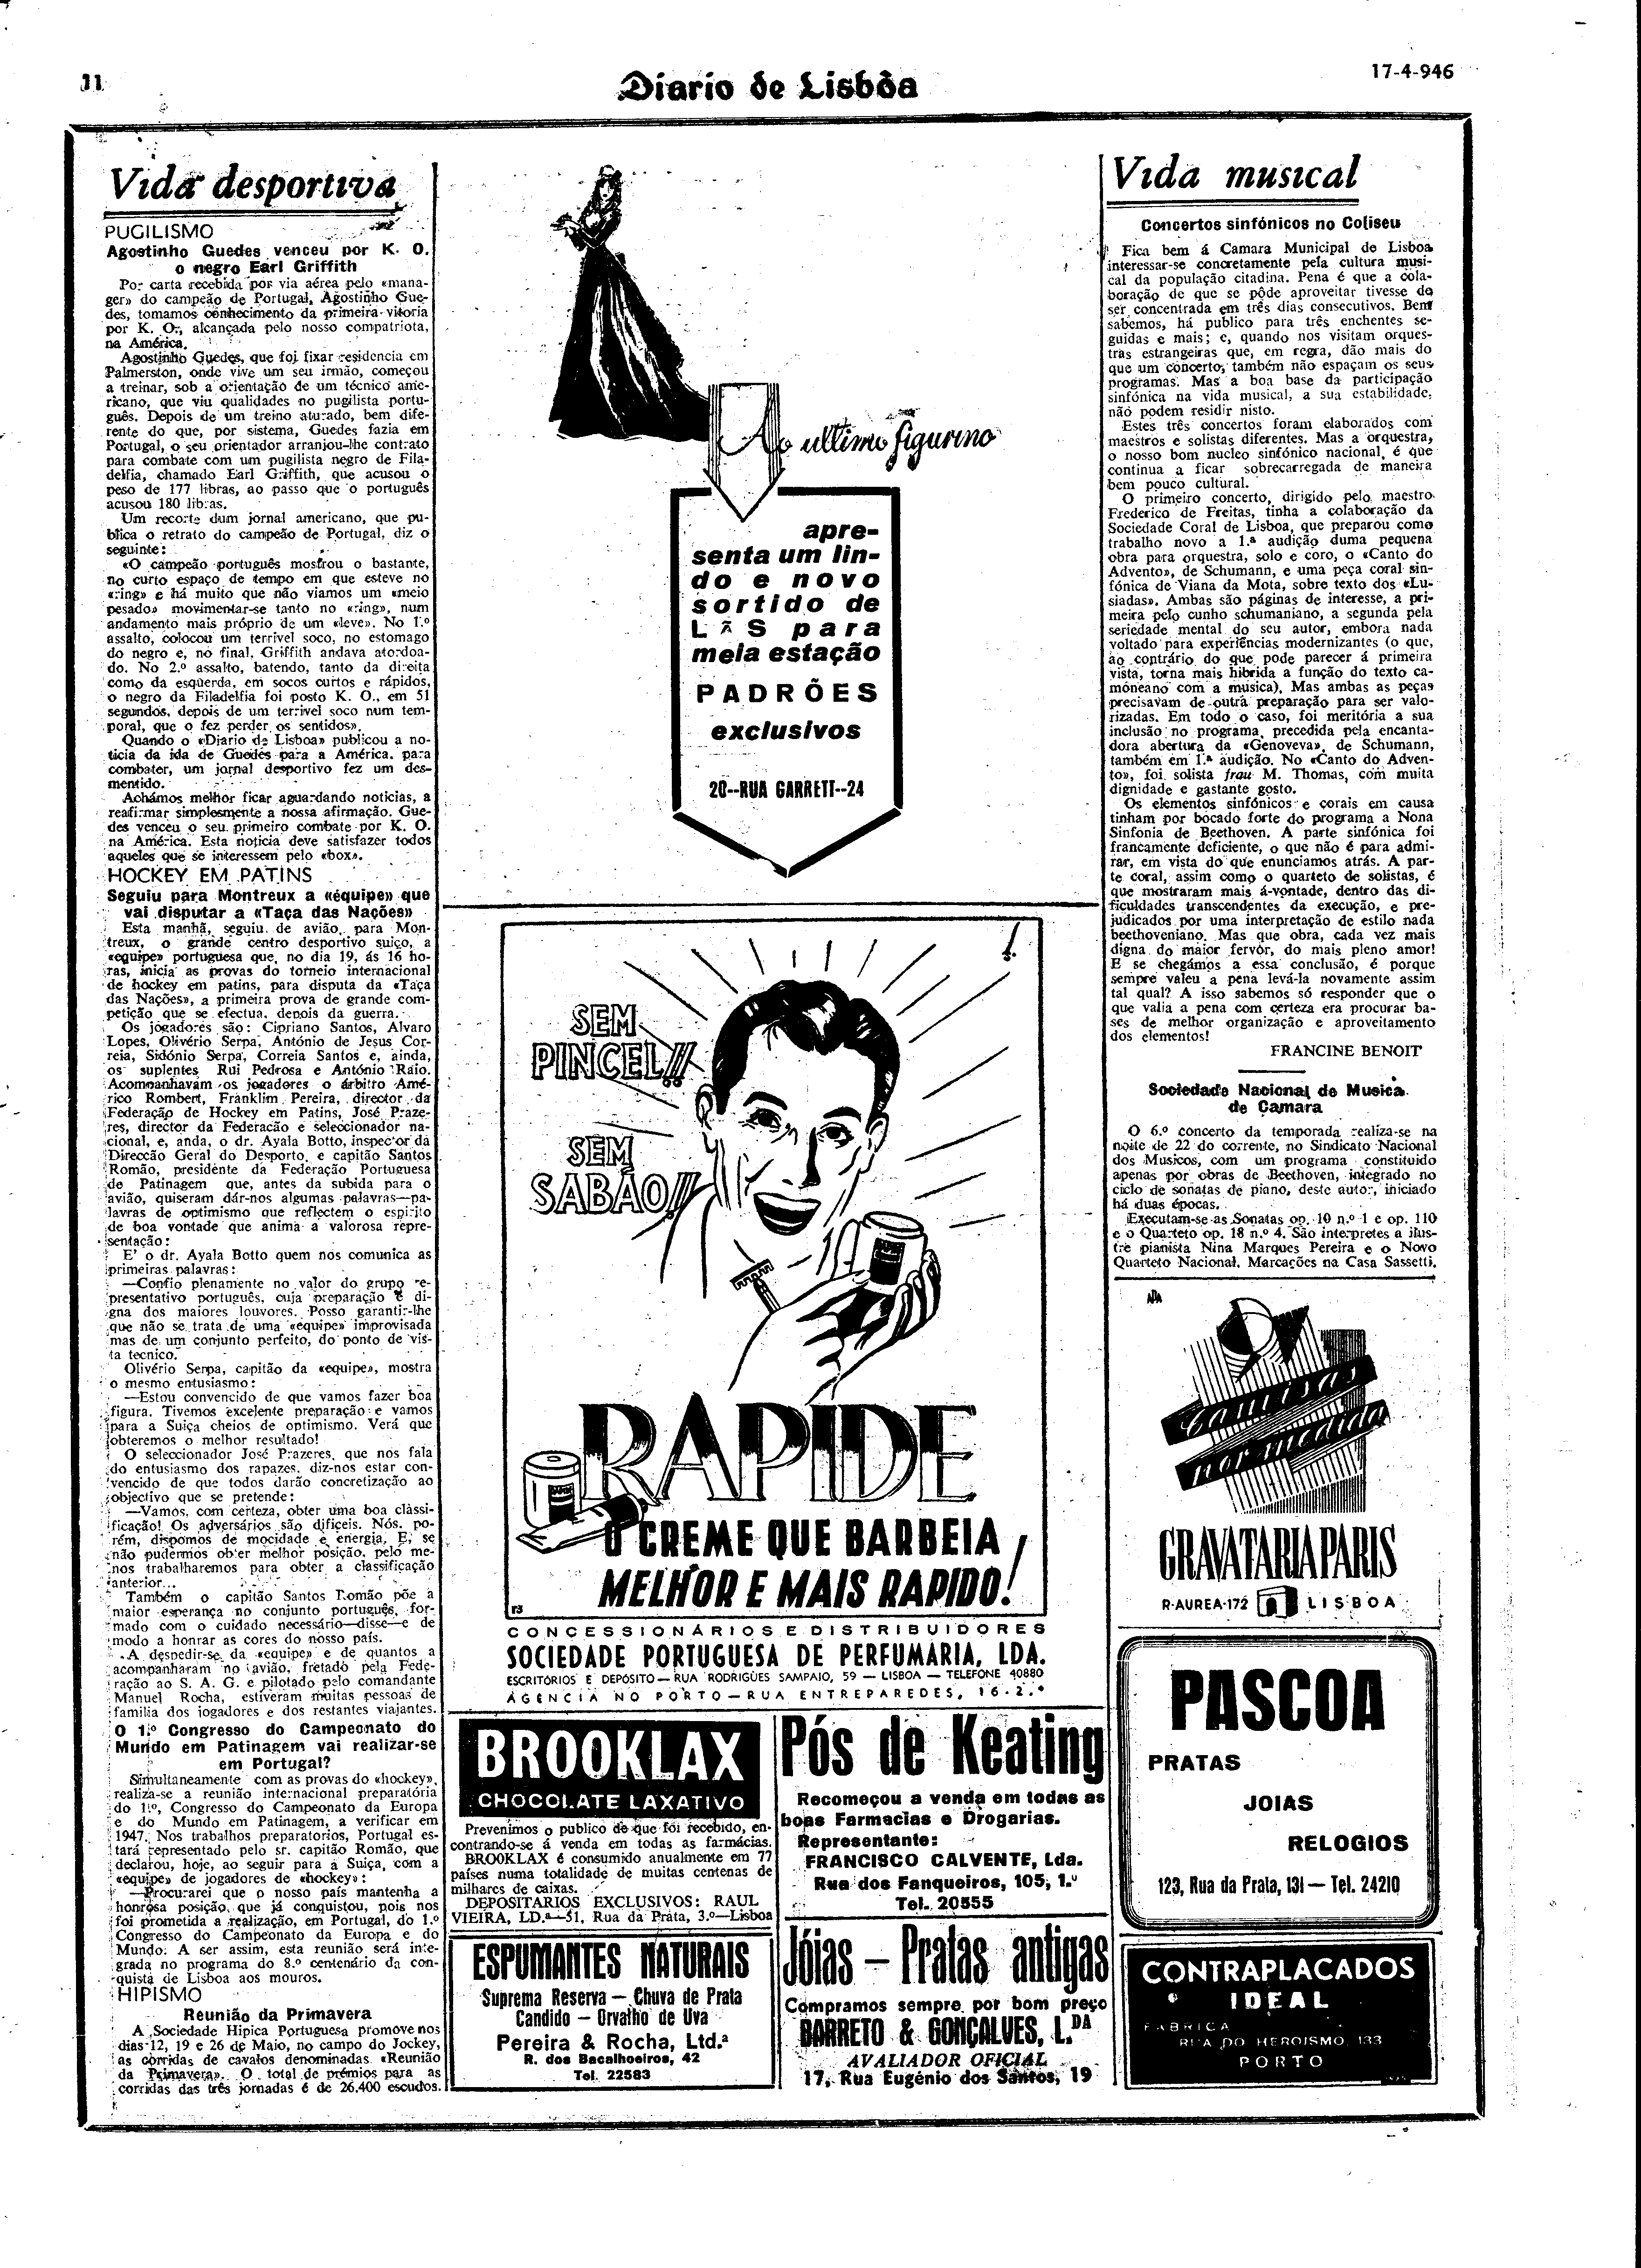 11
Diario de Lisbôa
17-4-946
Vida desportiva
PUGILISMO
Agostinho Guedes venceu por K. O.
o negro Earl Griffith
Por carta recebida por via aérea pelo «mana-
ger» do campeão de Portugal, Agostinho Gue-
des, tomamos conhecimento da primeira vitoria
por K. O., alcançada pelo nosso compatriota,
na América.
Agostinho Guedes, que foi fixar residencia em
Palmerston, onde vive um seu irmão, começou
a treinar, sob a orientação de um técnico ame-
ricano, que viu qualidades no pugilista portu-
guês. Depois de um treino aturado, bem dife-
rente do que, por sistema, Guedes fazia em
Portugal, o seu orientador arranjou-lhe contrato
para combate com um pugilista negro de Fila-
delfia, chamado Earl Griffith, que acusou o
peso de 177 libras, ao passo que o português
acusou 180 libras.
Um recorte dum jornal americano, que pu-
blica o retrato do campeão de Portugal, diz o
seguinte:
«O campeão português mostrou o bastante,
no curto espaço de tempo em que esteve no
«ring» e há muito que não viamos um «meio
pesado» movimentar-se tanto no «ring», num
andamento mais próprio de um «leve». No 1.º
assalto, colocou um terrivel soco, no estomago
do negro e, no final, Griffith andava atordoa-
do. No 2.º assalto, batendo, tanto da direita
como da esquerda, em socos curtos e rápidos,
o negro da Filadelfia foi posto K. O., em 51
segundos, depois de um terrivel soco num tem-
poral, que o fez perder os sentidos».
Quando o «Diario de Lisboa» publicou a no-
ticia da ida de Guedes para a América, para
combater, um jornal desportivo fez um des-
mentido.
Achámos melhor ficar aguardando noticias, a
reafirmar simplesmente a nossa afirmação. Gue-
des venceu o seu primeiro combate por K. O.
na América. Esta noticia deve satisfazer todos
aqueles que se interessem pelo «box».
HOCKEY EM PATINS
Seguiu para Montreux a «équipe» que
vai disputar a «Taça das Nações»
Esta manhã, seguiu de avião, para Mon-
treux, o grande centro desportivo suiço, a
«equipe» portuguesa que, no dia 19, ás 16 ho-
ras, inicia as provas do torneio internacional
de hockey em patins, para disputa da «Taça
das Nações», a primeira prova de grande com-
petição que se efectua, depois da guerra.
Os jogadores são: Cipriano Santos, Alvaro
Lopes, Olivério Serpa, António de Jesus Cor-
reia, Sidónio Serpa, Correia Santos e, ainda,
os suplentes Rui Pedrosa e António Raio.
Acompanhavam os jogadores o árbitro Amé-
rico Rombert, Franklim Pereira, director da
Federação de Hockey em Patins, José Praze-
res, director da Federacão e seleccionador na-
cional, e, anda, o dr. Ayala Botto, inspector da
Direcção Geral do Desporto, e capitão Santos
Romão, presidente da Federação Portuguesa
de Patinagem que, antes da subida para o
avião, quiseram dár-nos algumas palavras—pa-
lavras de optimismo que reflectem o espirito
de boa vontade que anima a valorosa repre-
sentação:
E' o dr. Ayala Botto quem nos comunica as
primeiras palavras:
—Confio plenamente no valor do grupo re-
presentativo português, cuja preparação é di-
gna dos maiores louvores. Posso garantir-lhe
que não se trata de uma «equipe» improvisada
mas de um conjunto perfeito, do ponto de vis-
ta tecnico.
Olivério Serpa, capitão da «equipe», mostra
o mesmo entusiasmo:
—Estou convencido de que vamos fazer boa
figura. Tivemos excelente preparação e vamos
para a Suiça cheios de optimismo. Verá que
obteremos o melhor resultado!
O seleccionador José Prazeres, que nos fala
do entusiasmo dos rapazes, diz-nos estar con-
vencido de que todos darão concretização ao
objectivo que se pretende:
—Vamos, com certeza, obter uma boa classi-
ficação! Os adversários são dificeis. Nós, po-
rém, dispomos de mocidade e energia. E, se
não pudermos obter melhor posição, pelo me-
nos trabalharemos para obter a classificação
anterior...
Também o capitão Santos Romão põe a
maior esperança no conjunto português, for-
mado com o cuidado necessário—disse—e de
modo a honrar as cores do nosso país.
A despedir-se da «equipe» e de quantos a
acompanharam no avião, fretado pela Fede-
ração ao S. A. G. e pilotado pelo comandante
Manuel Rocha, estiveram muitas pessoas de
familia dos jogadores e dos restantes viajantes.
O 1.º Congresso do Campeonato do
Mundo em Patinagem vai realizar-se
em Portugal?
Simultaneamente com as provas do «hockey»,
realiza-se a reunião internacional preparatória
do 1.º, Congresso do Campeonato da Europa
e do Mundo em Patinagem, a verificar em
1947. Nos trabalhos preparatorios, Portugal es-
tará representado pelo sr. capitão Romão, que
declarou, hoje, ao seguir para a Suiça, com a
«equipe» de jogadores de «hockey»:
—Procurarei que o nosso país mantenha a
honrosa posição, que já conquistou, pois nos
foi prometida a realização, em Portugal, do 1.º
Congresso do Campeonato da Europa e do
Mundo. A ser assim, esta reunião será inte-
grada no programa do 8.º centenário da con-
quista de Lisboa aos mouros.
HIPISMO
Reunião da Primavera
A Sociedade Hipica Portuguesa promove nos
dias 12, 19 e 26 de Maio, no campo do Jockey,
as corridas de cavalos denominadas «Reunião
da Primavera». O total de prémios para as
corridas das três jornadas é de 26.400 escudos.
Ao ultimo figurino
apre-
senta um lin-
do e novo
sortido de
LãS para
meia estação
PADRÕES
exclusivos
20--RUA GARRETT--24
SEM
PINCEL!!
SEM
SABÃO!!
RAPIDE
O CREME QUE BARBEIA
MELHOR E MAIS RAPIDO!
CONCESSIONÁRIOS E DISTRIBUIDORES
SOCIEDADE PORTUGUESA DE PERFUMARIA, LDA.
ESCRITÓRIOS E DEPÓSITO — RUA RODRIGUES SAMPAIO, 59 — LISBOA — TELEFONE 40880
AGÊNCIA NO PORTO — RUA ENTREPAREDES, 16-2.º
BROOKLAX
CHOCOLATE LAXATIVO
Prevenimos o publico de que foi recebido, en-
contrando-se á venda em todas as farmácias.
BROOKLAX é consumido anualmente em 77
países numa totalidade de muitas centenas de
milhares de caixas.
DEPOSITARIOS EXCLUSIVOS: RAUL
VIEIRA, LD.ª—51, Rua da Prata, 3.º—Lisboa
Pós de Keating
Recomeçou a venda em todas as
boas Farmacias e Drogarias.
Representante:
FRANCISCO CALVENTE, Lda.
Rua dos Fanqueiros, 105, 1.º
Tel. 20555
ESPUMANTES NATURAIS
Suprema Reserva — Chuva de Prata
Candido — Orvalho de Uva
Pereira & Rocha, Ltd.ª
R. dos Bacalhoeiros, 42
Tel. 22583
Jóias — Pratas antigas
Compramos sempre por bom preço
BARRETO & GONÇALVES, L.DA
AVALIADOR OFICIAL
17, Rua Eugénio dos Santos, 19
Vida musical
Concertos sinfónicos no Coliseu
Fica bem á Camara Municipal de Lisboa
interessar-se concretamente pela cultura musi-
cal da população citadina. Pena é que a cola-
boração de que se pôde aproveitar tivesse de
ser concentrada em três dias consecutivos. Bem
sabemos, há publico para três enchentes se-
guidas e mais; e, quando nos visitam orques-
tras estrangeiras que, em regra, dão mais do
que um concerto, também não espaçam os seus
programas. Mas a boa base da participação
sinfónica na vida musical, a sua estabilidade,
não podem residir nisto.
Estes três concertos foram elaborados com
maestros e solistas diferentes. Mas a orquestra,
o nosso bom nucleo sinfónico nacional, é que
continua a ficar sobrecarregada de maneira
bem pouco cultural.
O primeiro concerto, dirigido pelo maestro
Frederico de Freitas, tinha a colaboração da
Sociedade Coral de Lisboa, que preparou como
trabalho novo a 1.ª audição duma pequena
obra para orquestra, solo e coro, o «Canto do
Advento», de Schumann, e uma peça coral sin-
fónica de Viana da Mota, sobre texto dos «Lu-
siadas». Ambas são páginas de interesse, a pri-
meira pelo cunho schumaniano, a segunda pela
seriedade mental do seu autor, embora nada
voltado para experiências modernizantes (o que,
ao contrário do que pode parecer á primeira
vista, torna mais hibrida a função do texto ca-
moneano com a musica). Mas ambas as peças
precisavam de outra preparação para ser valo-
rizadas. Em todo o caso, foi meritória a sua
inclusão no programa, precedida pela encanta-
dora abertura da «Genoveva», de Schumann,
também em 1.ª audição. No «Canto do Adven-
to», foi solista frau M. Thomas, com muita
dignidade e gastante gosto.
Os elementos sinfónicos e corais em causa
tinham por bocado forte do programa a Nona
Sinfonia de Beethoven. A parte sinfónica foi
francamente deficiente, o que não é para admi-
rar, em vista do que enunciamos atrás. A par-
te coral, assim como o quarteto de solistas, é
que mostraram mais á-vontade, dentro das di-
ficuldades transcendentes da execução, e pre-
judicados por uma interpretação de estilo nada
beethoveniano. Mas que obra, cada vez mais
digna do maior fervor, do mais pleno amor!
E se chegámos a essa conclusão, é porque
sempre valeu a pena levá-la novamente assim
tal qual? A isso sabemos só responder que o
que valia a pena com certeza era procurar ba-
ses de melhor organização e aproveitamento
dos elementos!
FRANCINE BENOIT
Sociedade Nacional de Musica
de Camara
O 6.º concerto da temporada realiza-se na
noite de 22 do corrente, no Sindicato Nacional
dos Musicos, com um programa constituido
apenas por obras de Beethoven, integrado no
ciclo de sonatas de piano, deste autor, iniciado
há duas épocas.
Executam-se as Sonatas op. 10 n.º 1 e op. 110
e o Quarteto op. 18 n.º 4. São interpretes a ilus-
tre pianista Nina Marques Pereira e o Novo
Quarteto Nacional. Marcações na Casa Sassetti.
Camisas
por medida
GRAVATARIA PARIS
R. AUREA-172 LISBOA
PASCOA
PRATAS
JOIAS
RELOGIOS
123, Rua da Prata, 131 — Tel. 24210
CONTRAPLACADOS
IDEAL
FABRICA
RUA DO HEROISMO, 133
PORTO